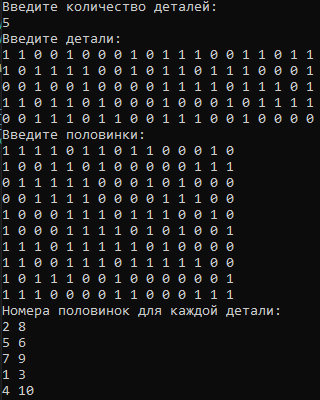 Введите количество деталей:
5
Введите детали:
1 1 0 0 1 0 0 0 1 0 1 1 1 0 0 1 1 0 1 1
1 0 1 1 1 1 0 0 1 0 1 1 0 1 1 1 0 0 0 1
0 0 1 0 0 1 0 0 0 0 1 1 1 1 0 1 1 1 0 1
1 1 0 1 1 0 1 0 0 0 1 0 0 0 1 0 1 1 1 1
0 0 1 1 1 0 1 1 0 0 1 1 1 0 0 1 0 0 0 0
Введите половинки:
1 1 1 1 0 1 1 0 1 1 0 0 0 1 0
1 0 0 1 1 0 1 0 0 0 0 0 1 1 1
0 1 1 1 1 1 0 0 0 1 0 1 0 0 0
0 0 1 1 1 1 0 0 0 0 1 1 1 0 0
1 0 0 0 1 1 1 0 1 1 1 0 0 1 0
1 0 0 0 1 1 1 1 0 1 0 1 0 0 1
1 1 1 0 1 1 1 1 1 0 1 0 0 0 0
1 1 0 0 1 1 1 0 1 1 1 1 1 0 0
1 0 1 1 1 0 0 1 0 0 0 0 0 0 1
1 1 1 0 0 0 0 1 1 0 0 0 1 1 1
Номера половинок для каждой детали:
2 8
5 6
7 9
1 3
4 10